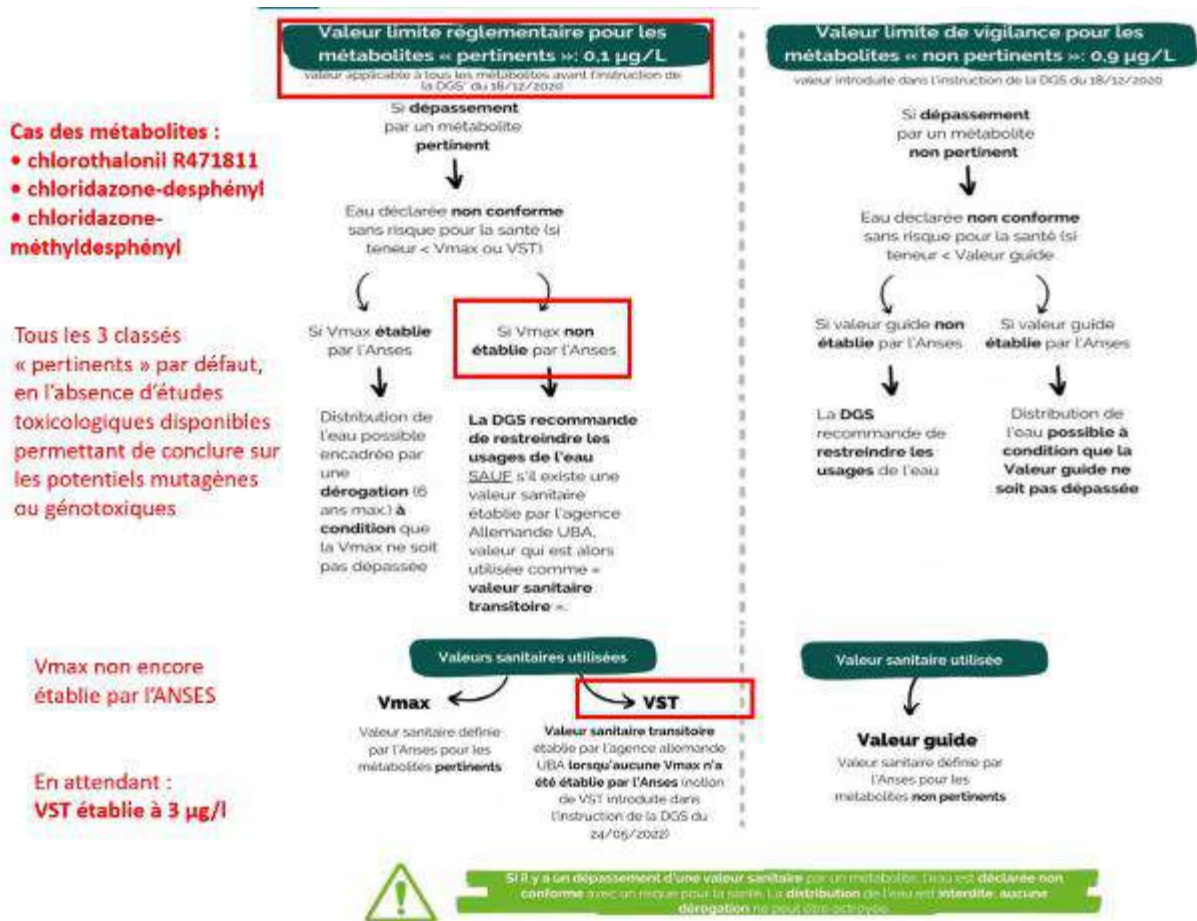 Valeur limite réglementaire pour les
métabolites « pertinents »: 0,1 µg/L
valeur applicable à tous les métabolites avant l'instruction de
la DGS* du 18/12/2020
Si dépassement
par un métabolite
pertinent
Eau déclarée non conforme
sans risque pour la santé (si
teneur < Vmax ou VST)
Si Vmax établie
par l'Anses
Distribution de
l'eau possible
encadrée par
une
dérogation (6
ans max.) à
condition que
la Vmax ne soit
pas dépassée
Si Vmax non
établie par l'Anses
La DGS recommande
de restreindre les
usages de l'eau
SAUF s'il existe une
valeur sanitaire
établie par l'agence
Allemande UBA,
valeur qui est alors
utilisée comme «
valeur sanitaire
transitoire ».
Valeurs sanitaires utilisées
Vmax
Valeur sanitaire définie
par l'Anses pour les
métabolites pertinents
VST
Valeur sanitaire transitoire
établie par l'agence allemande
UBA lorsqu'aucune Vmax n'a
été établie par l'Anses (notion
de VST introduite dans
l'instruction de la DGS du
24/05/2022)
Valeur limite de vigilance pour les
métabolites « non pertinents »: 0,9 µg/L
valeur introduite dans l'instruction de la DGS du 18/12/2020
Si dépassement
par un métabolite
non pertinent
Eau déclarée non conforme
sans risque pour la santé (si
teneur < Valeur guide
Si valeur guide non
établie par l'Anses
La DGS
recommande de
restreindre les
usages de l'eau
Si valeur guide
établie par l'Anses
Distribution de
l'eau possible à
condition que la
Valeur guide ne
soit pas dépassée
Valeur sanitaire utilisée
Valeur guide
Valeur sanitaire définie par
l'Anses pour les
métabolites non pertinents
Cas des métabolites :
• chlorothalonil R471811
• chloridazone-desphényl
• chloridazone-
méthyldesphényl
Tous les 3 classés
« pertinents » par défaut,
en l'absence d'études
toxicologiques disponibles
permettant de conclure sur
les potentiels mutagènes
ou génotoxiques
Vmax non encore
établie par l'ANSES
En attendant :
VST établie à 3 µg/l
Si il y a un dépassement d'une valeur sanitaire par un métabolite, l'eau est déclarée non
conforme avec un risque pour la santé. La distribution de l'eau est interdite, aucune
dérogation ne peut être octroyée